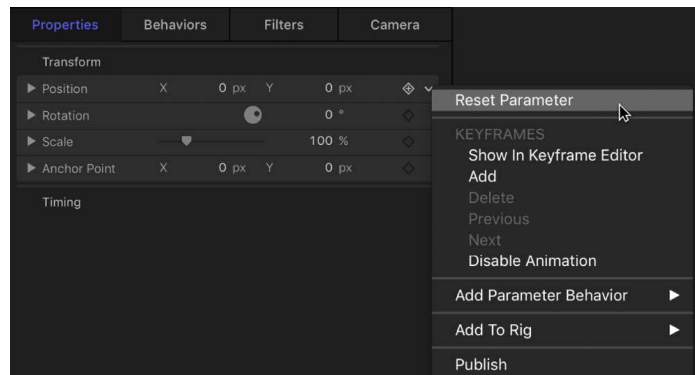 Properties Behaviors Filters Camera
Transform
Position X 0 px Y 0 px
Reset Parameter
Rotation 0 °
KEYFRAMES
Scale 100 %
Show In Keyframe Editor
Anchor Point X 0 px Y 0 px
Add
Timing
Delete
Previous
Next
Disable Animation
Add Parameter Behavior
Add To Rig
Publish